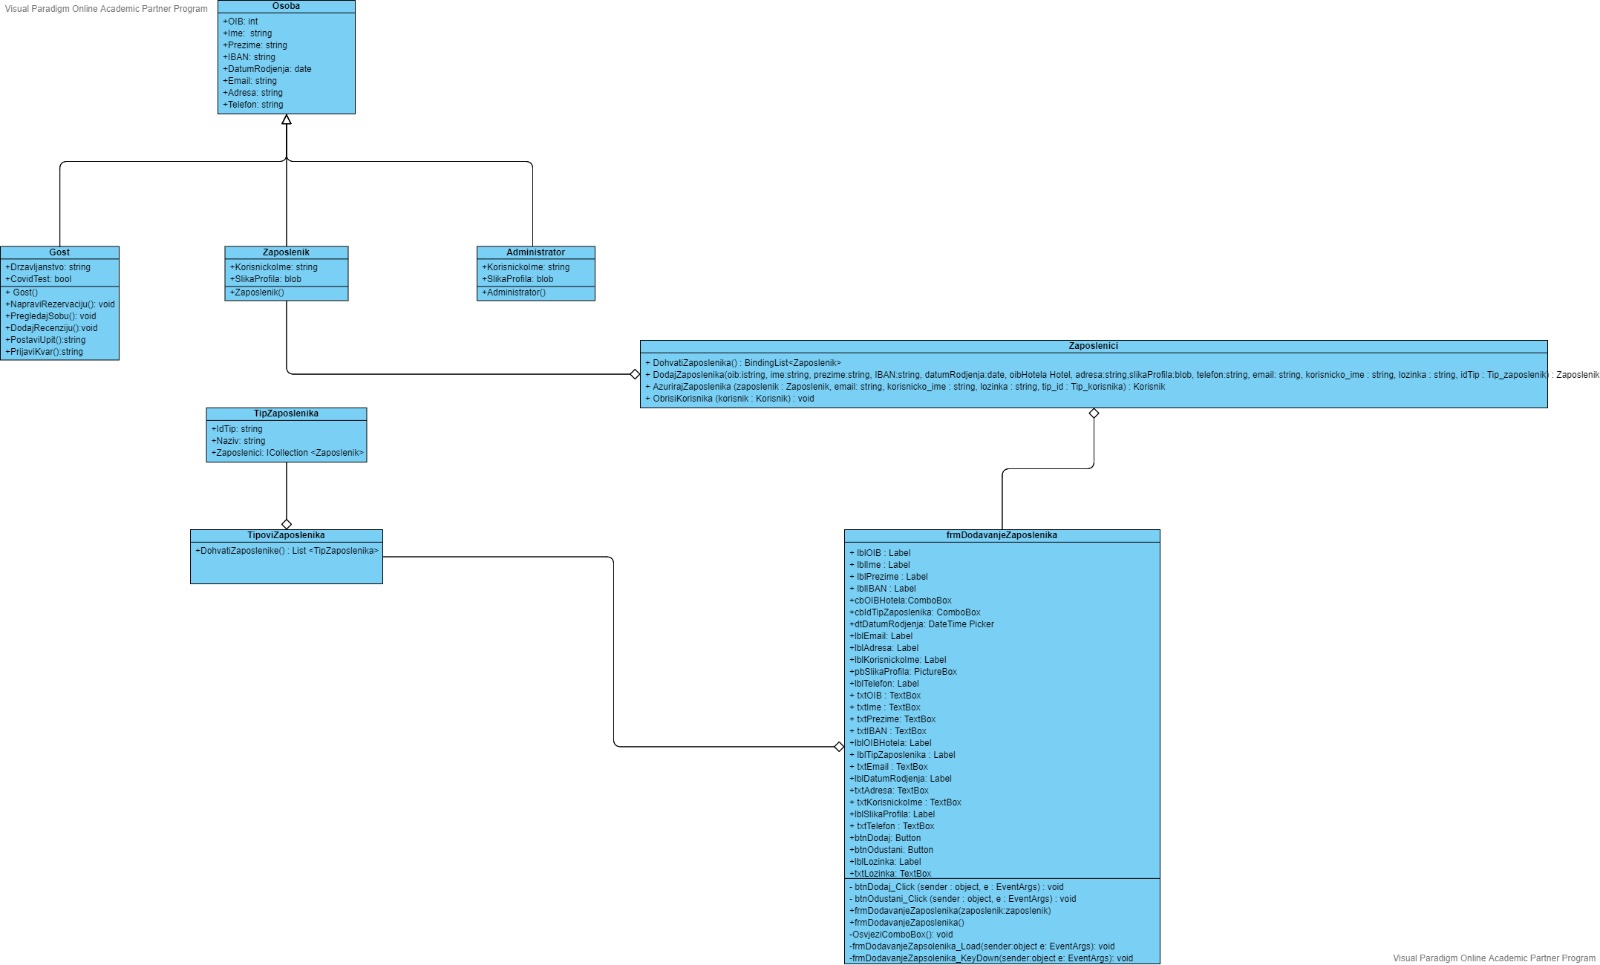 Visual Paradigm Online Academic Partner Program
Osoba
+OIB: int
+Ime: string
+Prezime: string
+IBAN: string
+DatumRodjenja: date
+Email: string
+Adresa: string
+Telefon: string
Gost
+Drzavljanstvo: string
+CovidTest: bool
+ Gost()
+NapraviRezervaciju(): void
+PregledajSobu(): void
+DodajRecenziju():void
+PostaviUpit():string
+PrijaviKvar():string
Zaposlenik
+KorisnickoIme: string
+SlikaProfila: blob
+Zaposlenik()
Administrator
+KorisnickoIme: string
+SlikaProfila: blob
+Administrator()
Zaposlenici
+ DohvatiZaposlenika() : BindingList<Zaposlenik>
+ DodajZaposlenika(oib:istring, ime:string, prezime:string, IBAN:string, datumRodjenja:date, oibHotela Hotel, adresa:string,slikaProfila:blob, telefon:string, email: string, korisnicko_ime : string, lozinka : string, idTip : Tip_zaposlenik) : Zaposlenik
+ AzurirajZaposlenika (zaposlenik : Zaposlenik, email: string, korisnicko_ime : string, lozinka : string, tip_id : Tip_korisnika) : Korisnik
+ ObrisiKorisnika (korisnik : Korisnik) : void
TipZaposlenika
+IdTip: string
+Naziv: string
+Zaposlenici: ICollection <Zaposlenik>
TipoviZaposlenika
+DohvatiZaposlenike() : List <TipZaposlenika>
frmDodavanjeZaposlenika
+ lblOIB : Label
+ lblIme : Label
+ lblPrezime : Label
+ lblIBAN : Label
+cbOIBHotela:ComboBox
+cbIdTipZaposlenika: ComboBox
+dtDatumRodjenja: DateTime Picker
+lblEmail: Label
+lblAdresa: Label
+lblKorisnickoIme: Label
+pbSlikaProfila: PictureBox
+lblTelefon: Label
+ txtOIB : TextBox
+ txtIme : TextBox
+ txtPrezime: TextBox
+ txtIBAN : TextBox
+lblOIBHotela: Label
+ lblTipZaposlenika : Label
+ txtEmail : TextBox
+lblDatumRodjenja: Label
+txtAdresa: TextBox
+ txtKorisnickoIme : TextBox
+lblSlikaProfila: Label
+ txtTelefon : TextBox
+btnDodaj: Button
+btnOdustani: Button
+lblLozinka: Label
+txtLozinka: TextBox
- btnDodaj_Click (sender : object, e : EventArgs) : void
- btnOdustani_Click (sender : object, e : EventArgs) : void
+frmDodavanjeZaposlenika(zaposlenik:zaposlenik)
+frmDodavanjeZaposlenika()
-OsvjeziComboBox(): void
-frmDodavanjeZapsolenika_Load(sender:object e: EventArgs): void
-frmDodavanjeZapsolenika_KeyDown(sender:object e: EventArgs): void
Visual Paradigm Online Academic Partner Program